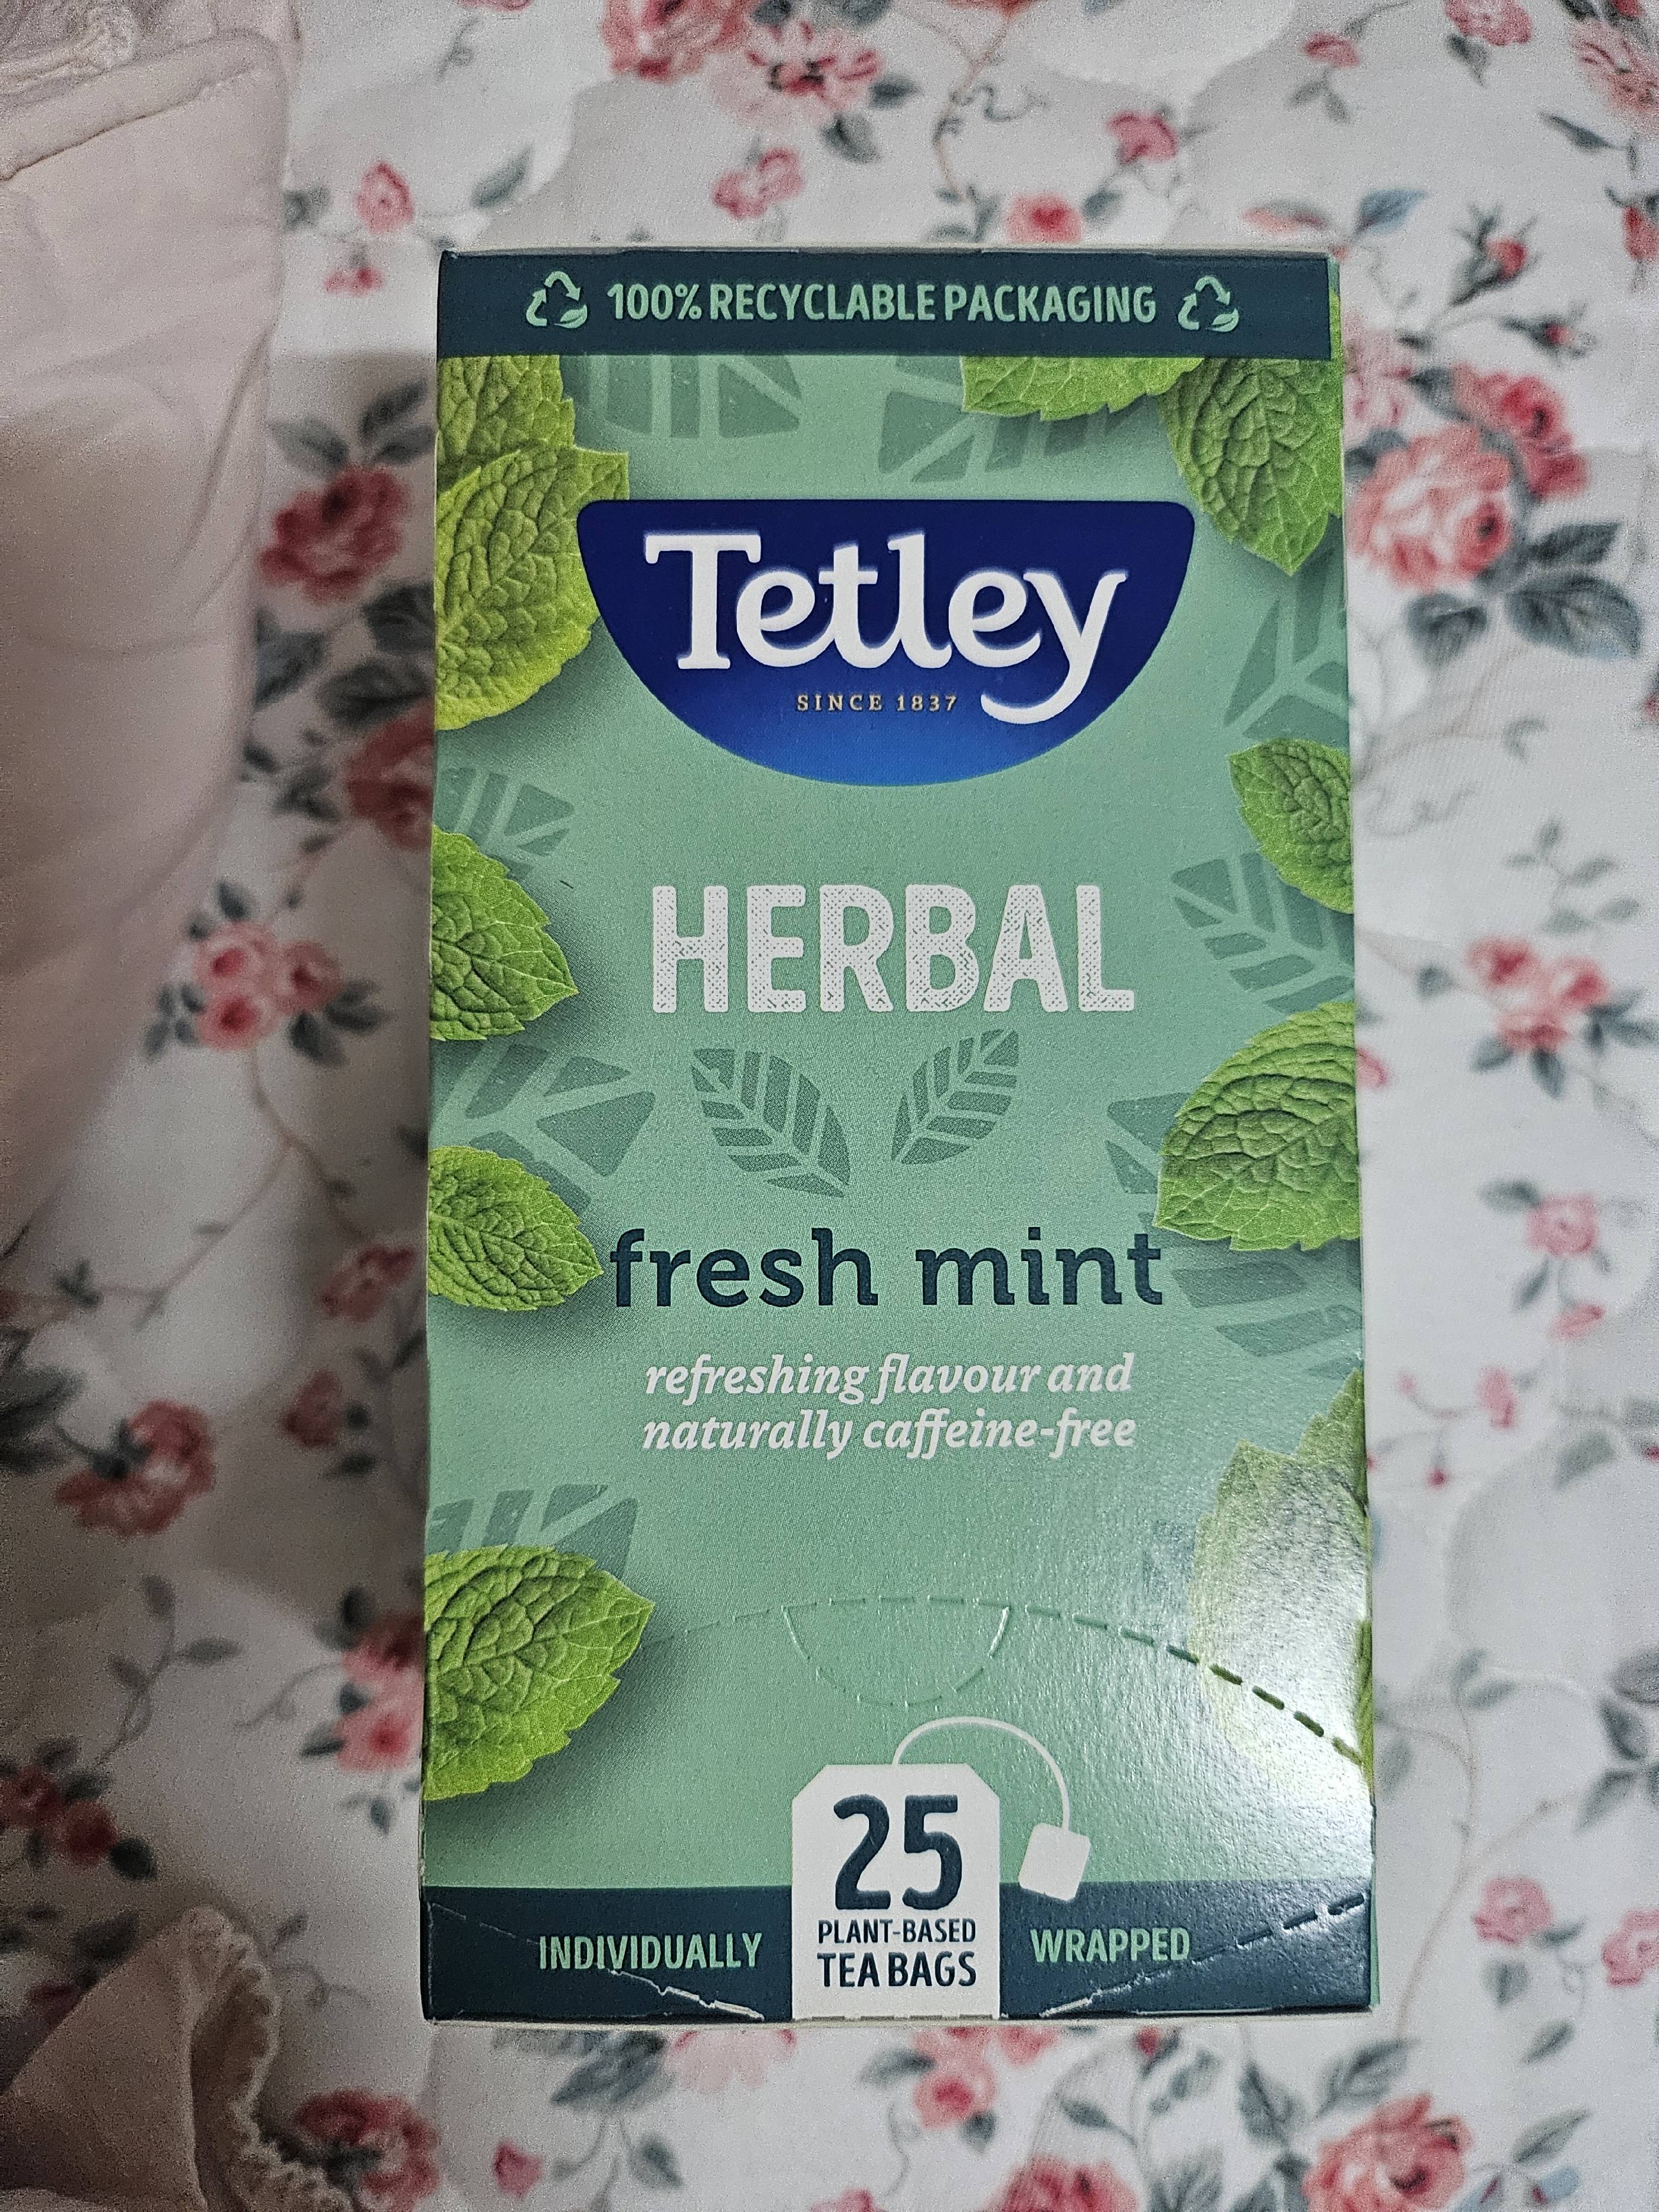 100% RECYCLABLE PACKAGING
Tetley
SINCE 1837
HERBAL
fresh mint
refreshing flavour and
naturally caffeine-free
25
PLANT-BASED
INDIVIDUALLY TEA BAGS WRAPPED